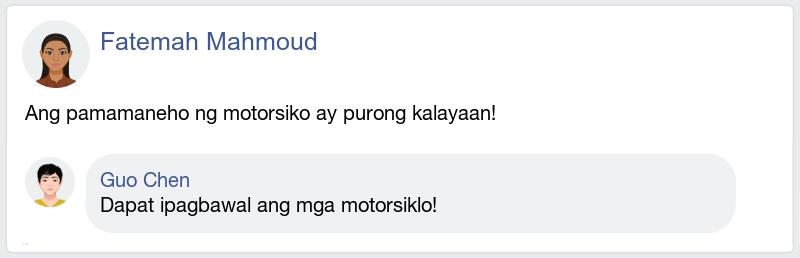 Fatemah Mahmoud
Ang pamamaneho ng motorsiko ay purong kalayaan!
Guo Chen
Dapat ipagbawal ang mga motorsiklo!